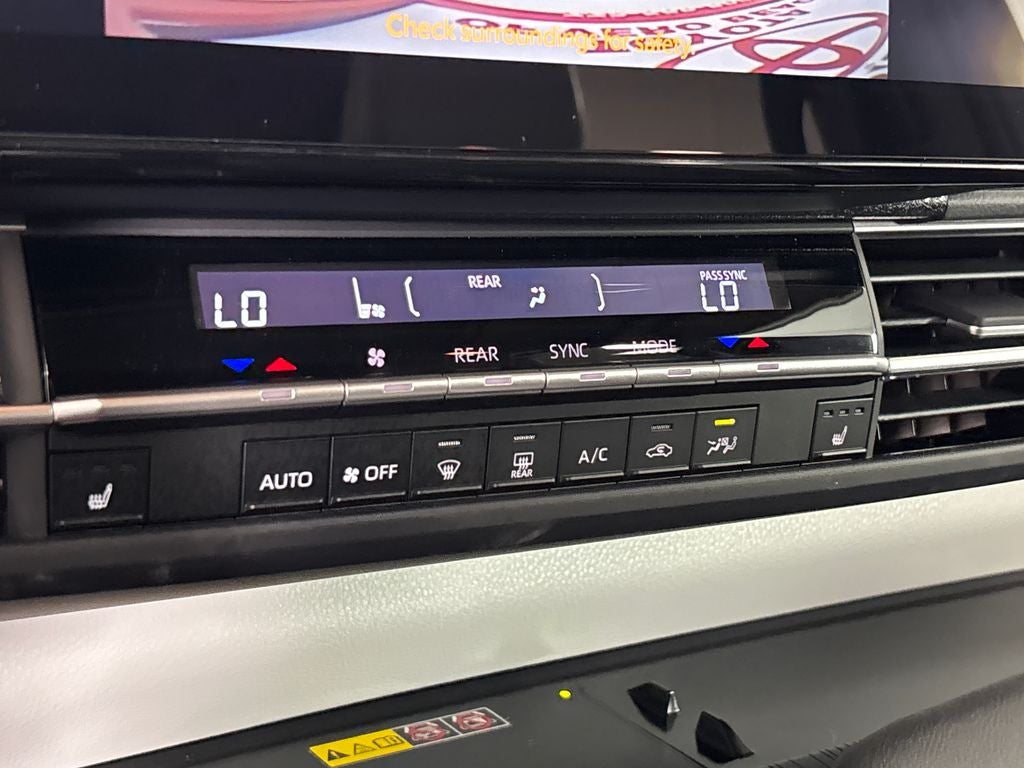 Check surroundings for safety.
REAR
PASS SYNC
LO
LO
REAR
SYNC
MODE
AUTO
OFF
REAR
A/C